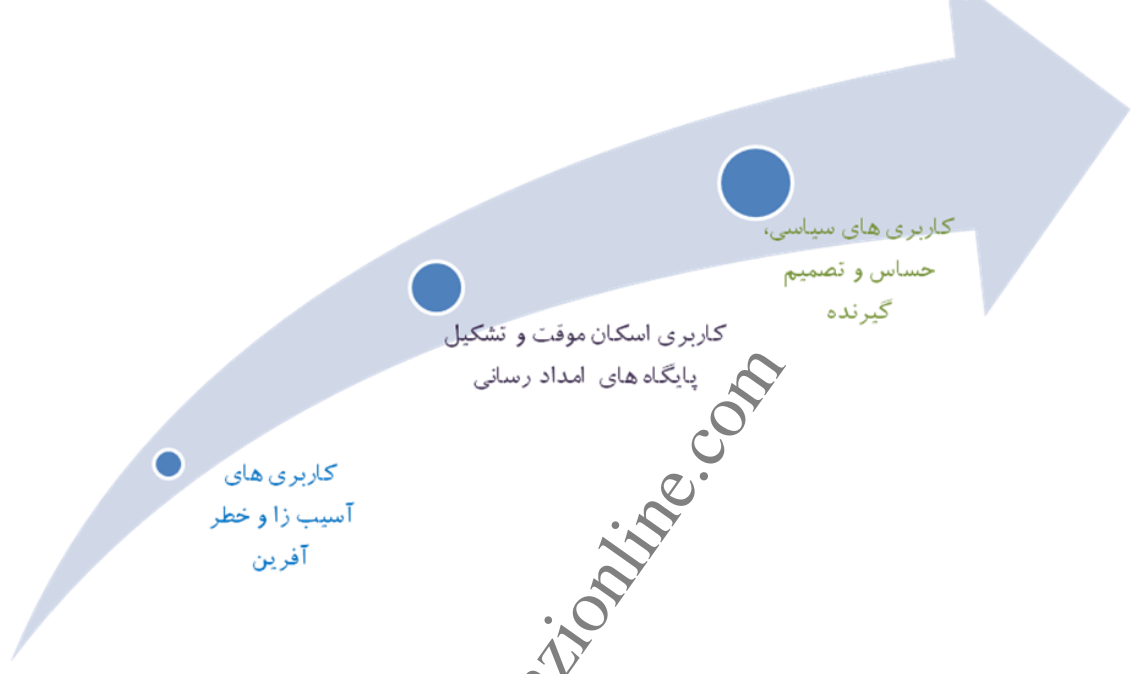 کاربری های سیاسی،
حساس و تصمیم
گیرنده
کاربری اسکان موقت و تشکیل
پایگاه های امداد رسانی
کاربری های
آسیب زا و خطر
آفرین
zionline.com